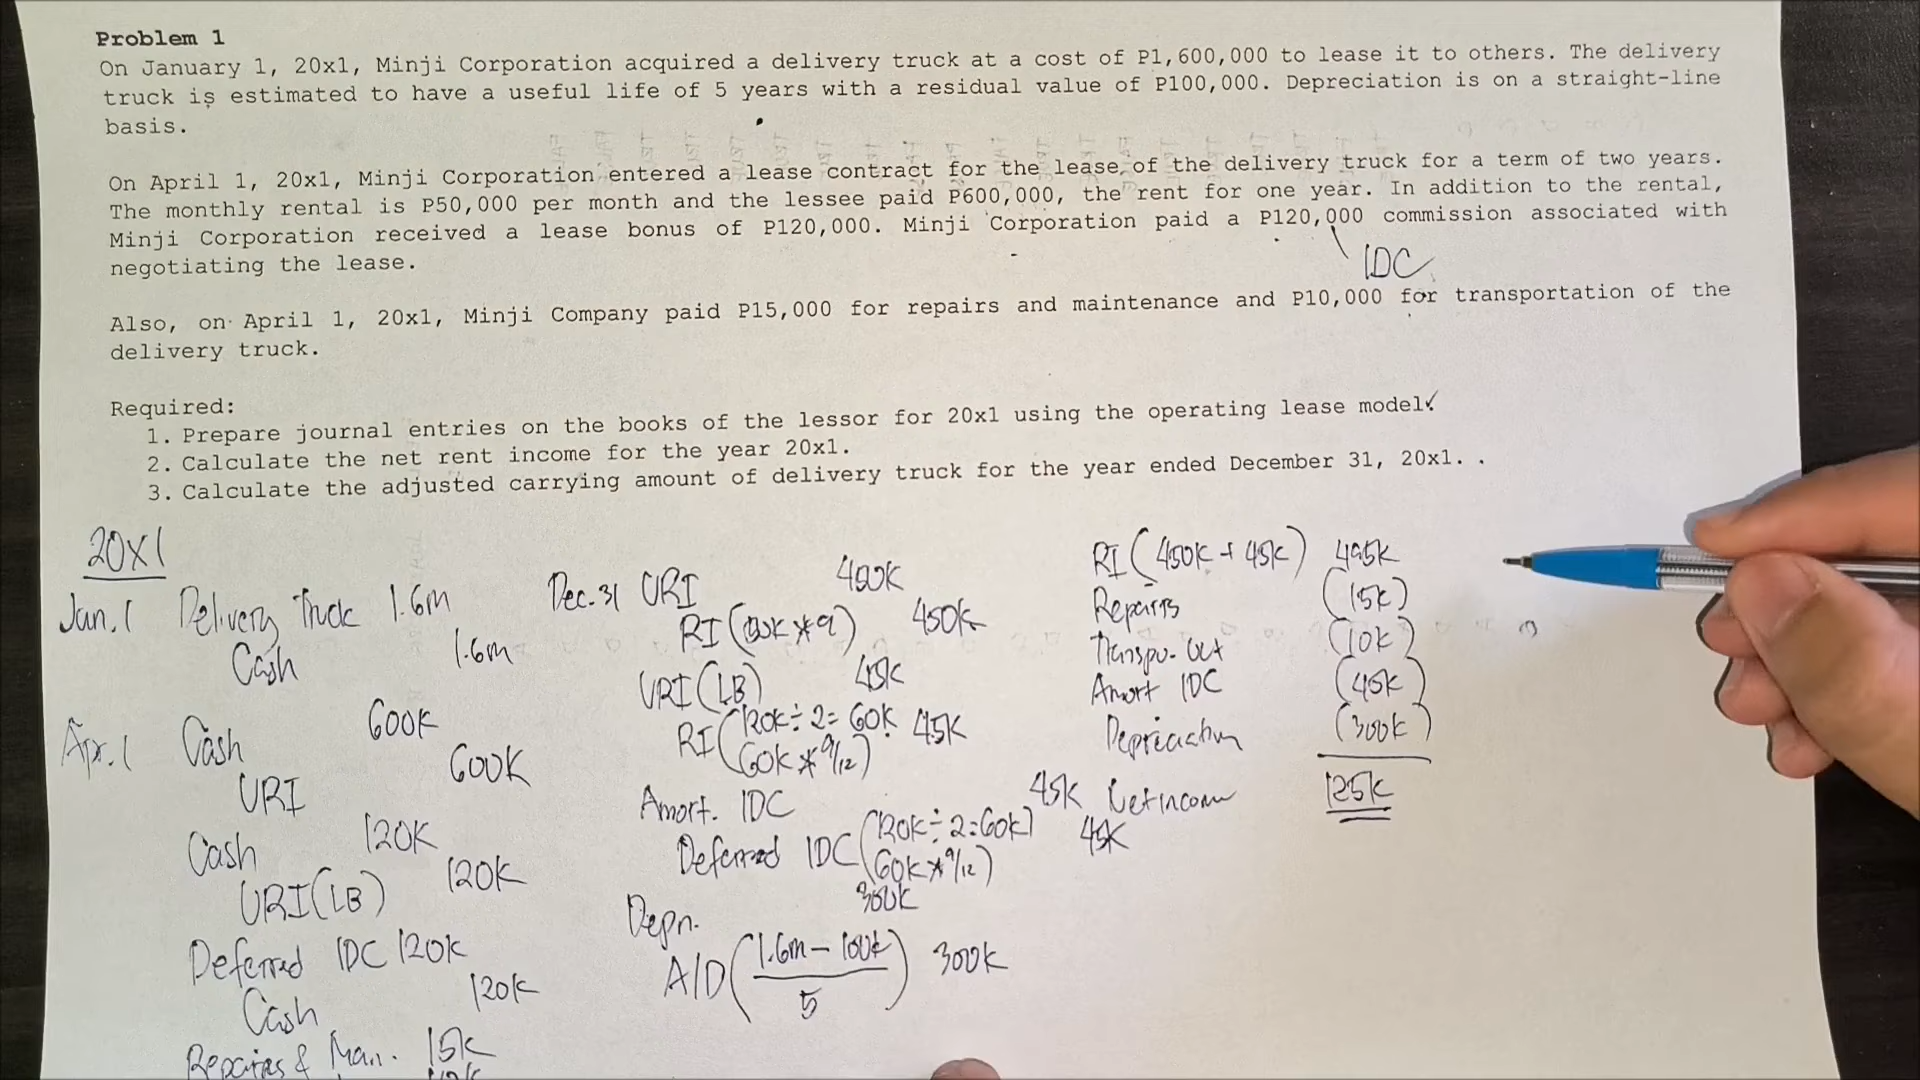 Problem 1
On January 1, 20x1, Minji Corporation acquired a delivery truck at a cost of P1,600,000 to lease it to others. The delivery
truck is estimated to have a useful life of 5 years with a residual value of P100,000. Depreciation is on a straight-line
basis.
On April 1, 20x1, Minji Corporation entered a lease contract for the lease of the delivery truck for a term of two years.
The monthly rental is P50,000 per month and the lessee paid P600,000, the rent for one year. In addition to the rental,
Minji Corporation received a lease bonus of P120,000. Minji Corporation paid a P120,000 commission associated with
negotiating the lease.
IDC
Also, on April 1, 20x1, Minji Company paid P15,000 for repairs and maintenance and P10,000 for transportation of the
delivery truck.
Required:
1. Prepare journal entries on the books of the lessor for 20x1 using the operating lease model.✓
2. Calculate the net rent income for the year 20x1.
3. Calculate the adjusted carrying amount of delivery truck for the year ended December 31, 20x1. .
20x1
Jan. 1 Delivery Truck 1.6m
Cash 1.6m
Apr. 1 Cash 600k
URI 600k
Cash 120k
URI (LB) 120k
Deferred IDC 120k
Cash 120k
Repairs & Main. 15k
Dec. 31 URI 450k
RI (50k * 9) 450k
URI (LB) 45k
RI (120k ÷ 2 = 60k 45k
60k * 9/12)
Amort. IDC 45k
Deferred IDC (120k ÷ 2 = 60k) 45k
(60k * 9/12)
Depn. 300k
A/D (1.6m - 100k / 5) 300k
RI (450k + 45k) 495k
Repairs (15k)
Transpo. Out (10k)
Amort IDC (45k)
Depreciation (300k)
Net income 125k